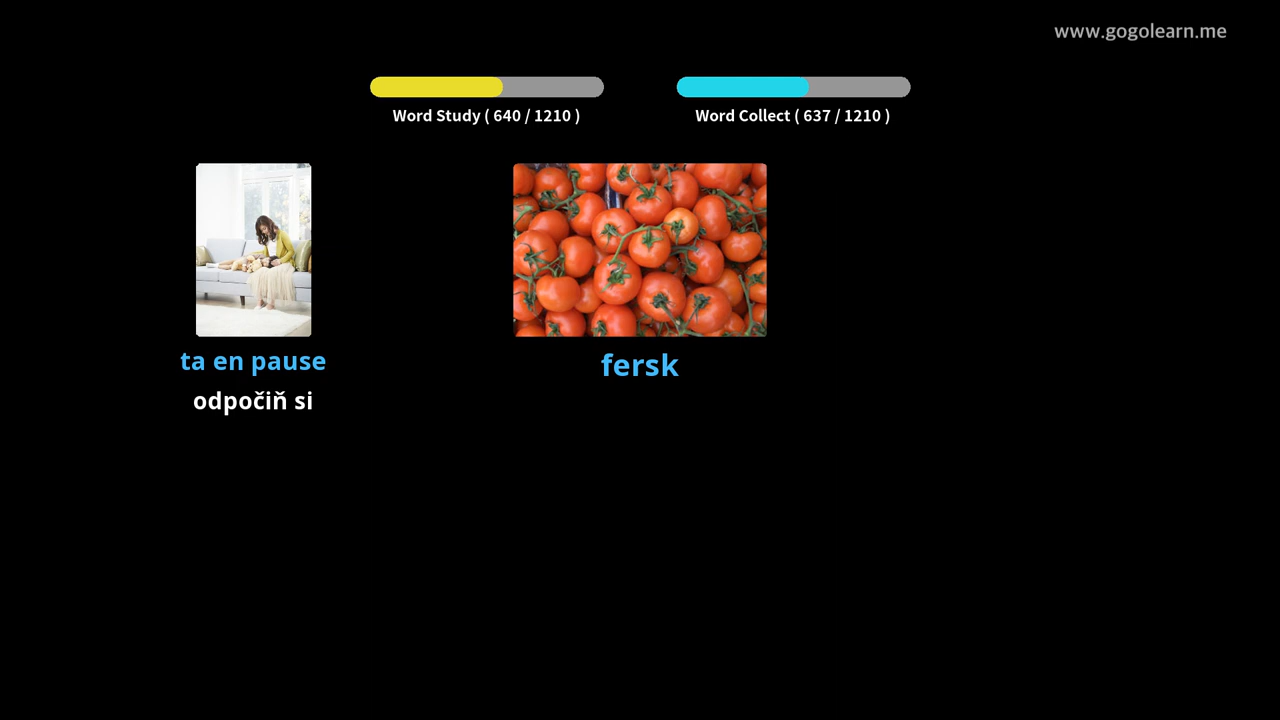 www.gogolearn.me
Word Study ( 640 / 1210 )
Word Collect ( 637 / 1210 )
ta en pause
odpočiň si
fersk